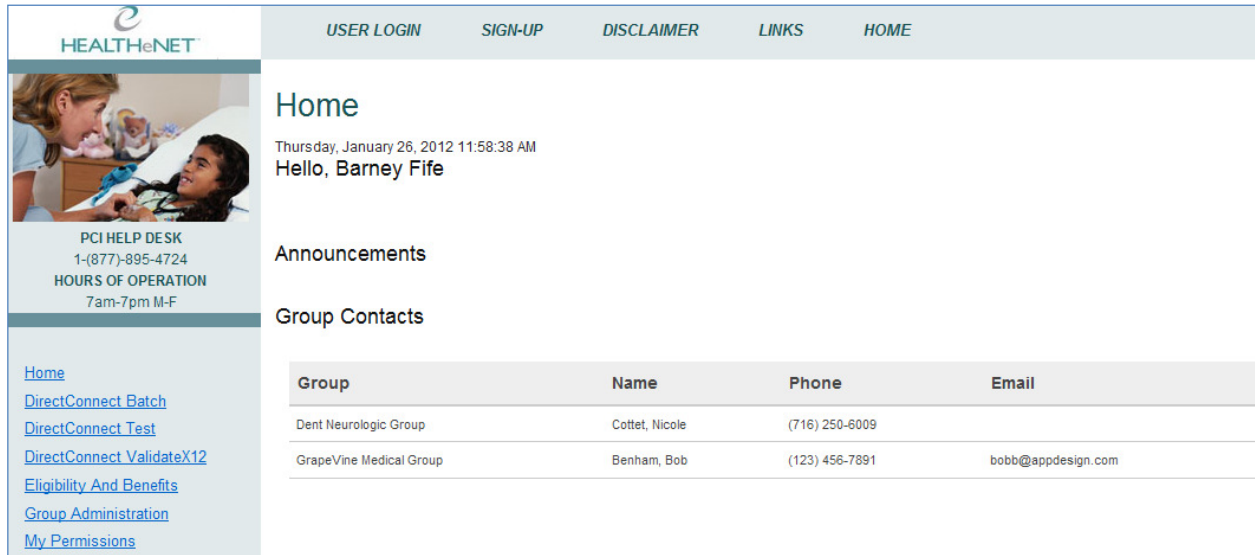 HEALTHeNET
USER LOGIN SIGN-UP DISCLAIMER LINKS HOME
PCI HELP DESK
1-(877)-895-4724
HOURS OF OPERATION
7am-7pm M-F
Home
DirectConnect Batch
DirectConnect Test
DirectConnect ValidateX12
Eligibility And Benefits
Group Administration
My Permissions
Home
Thursday, January 26, 2012 11:58:38 AM
Hello, Barney Fife
Announcements
Group Contacts
Group Name Phone Email
Dent Neurologic Group Cottet, Nicole (716) 250-6009
GrapeVine Medical Group Benham, Bob (123) 456-7891 bobb@appdesign.com